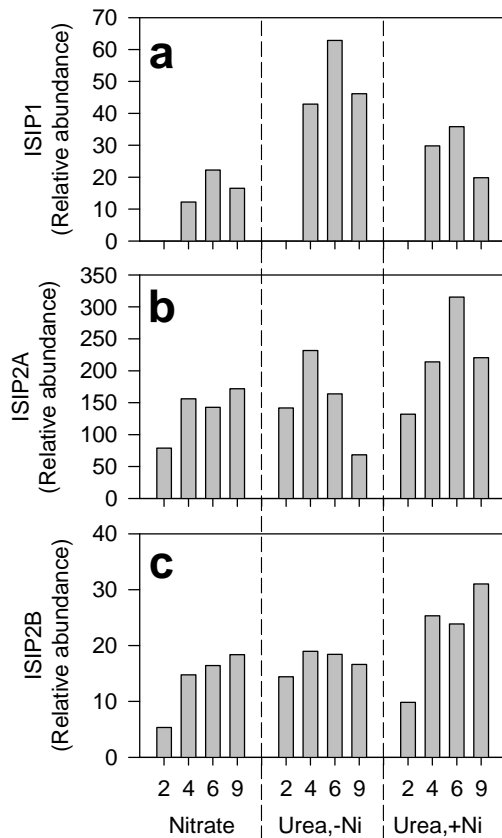 a
ISIP1
(Relative abundance)
70
60
50
40
30
20
10
0
b
ISIP2A
(Relative abundance)
350
300
250
200
150
100
50
0
c
ISIP2B
(Relative abundance)
40
30
20
10
0
2 4 6 9 2 4 6 9 2 4 6 9
Nitrate Urea,-Ni Urea,+Ni